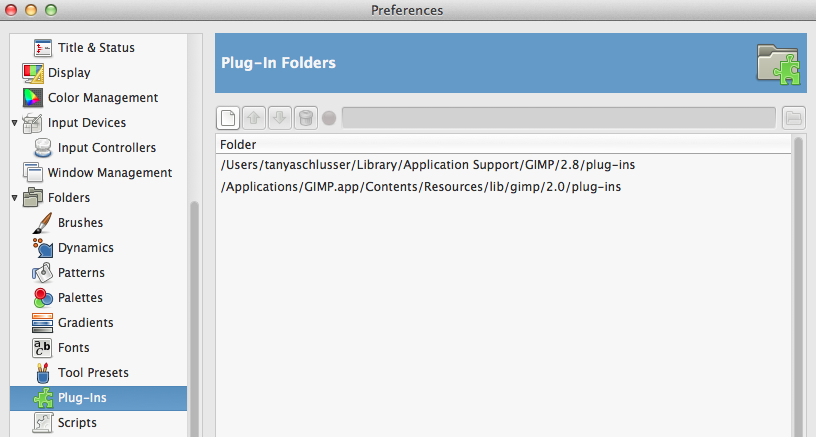 Preferences
Title & Status
Display
Color Management
Input Devices
Input Controllers
Window Management
Folders
Brushes
Dynamics
Patterns
Palettes
Gradients
Fonts
Tool Presets
Plug-Ins
Scripts
Plug-In Folders
Folder
/Users/tanyaschlusser/Library/Application Support/GIMP/2.8/plug-ins
/Applications/GIMP.app/Contents/Resources/lib/gimp/2.0/plug-ins